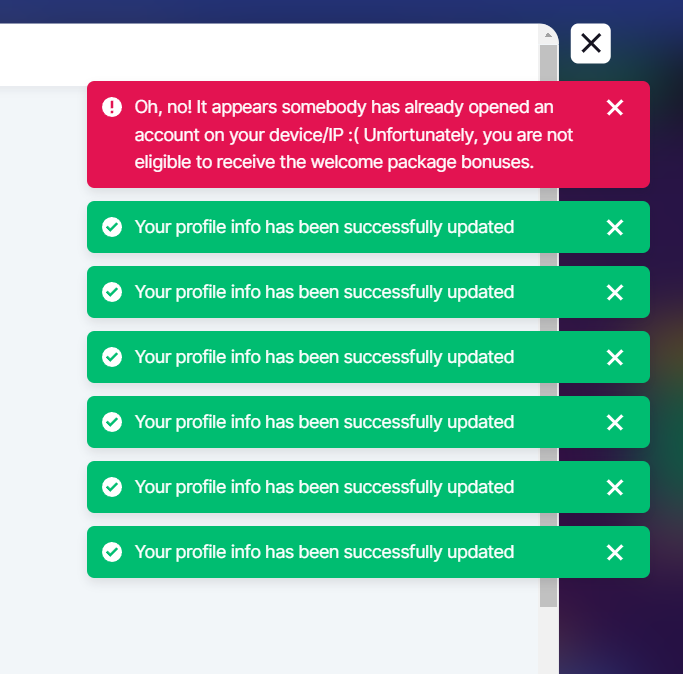 Oh, no! It appears somebody has already opened an
account on your device/IP :( Unfortunately, you are not
eligible to receive the welcome package bonuses.
Your profile info has been successfully updated
Your profile info has been successfully updated
Your profile info has been successfully updated
Your profile info has been successfully updated
Your profile info has been successfully updated
Your profile info has been successfully updated